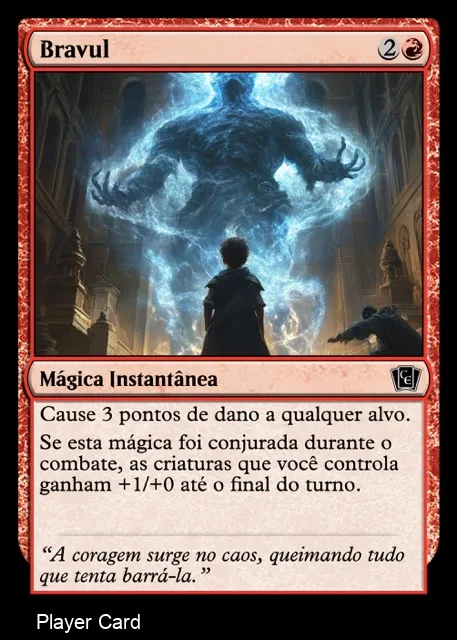 Bravul
2
Mágica Instantânea
CE
Cause 3 pontos de dano a qualquer alvo.
Se esta mágica foi conjurada durante o
combate, as criaturas que você controla
ganham +1/+0 até o final do turno.
“A coragem surge no caos, queimando tudo
que tenta barrá-la.”
Player Card